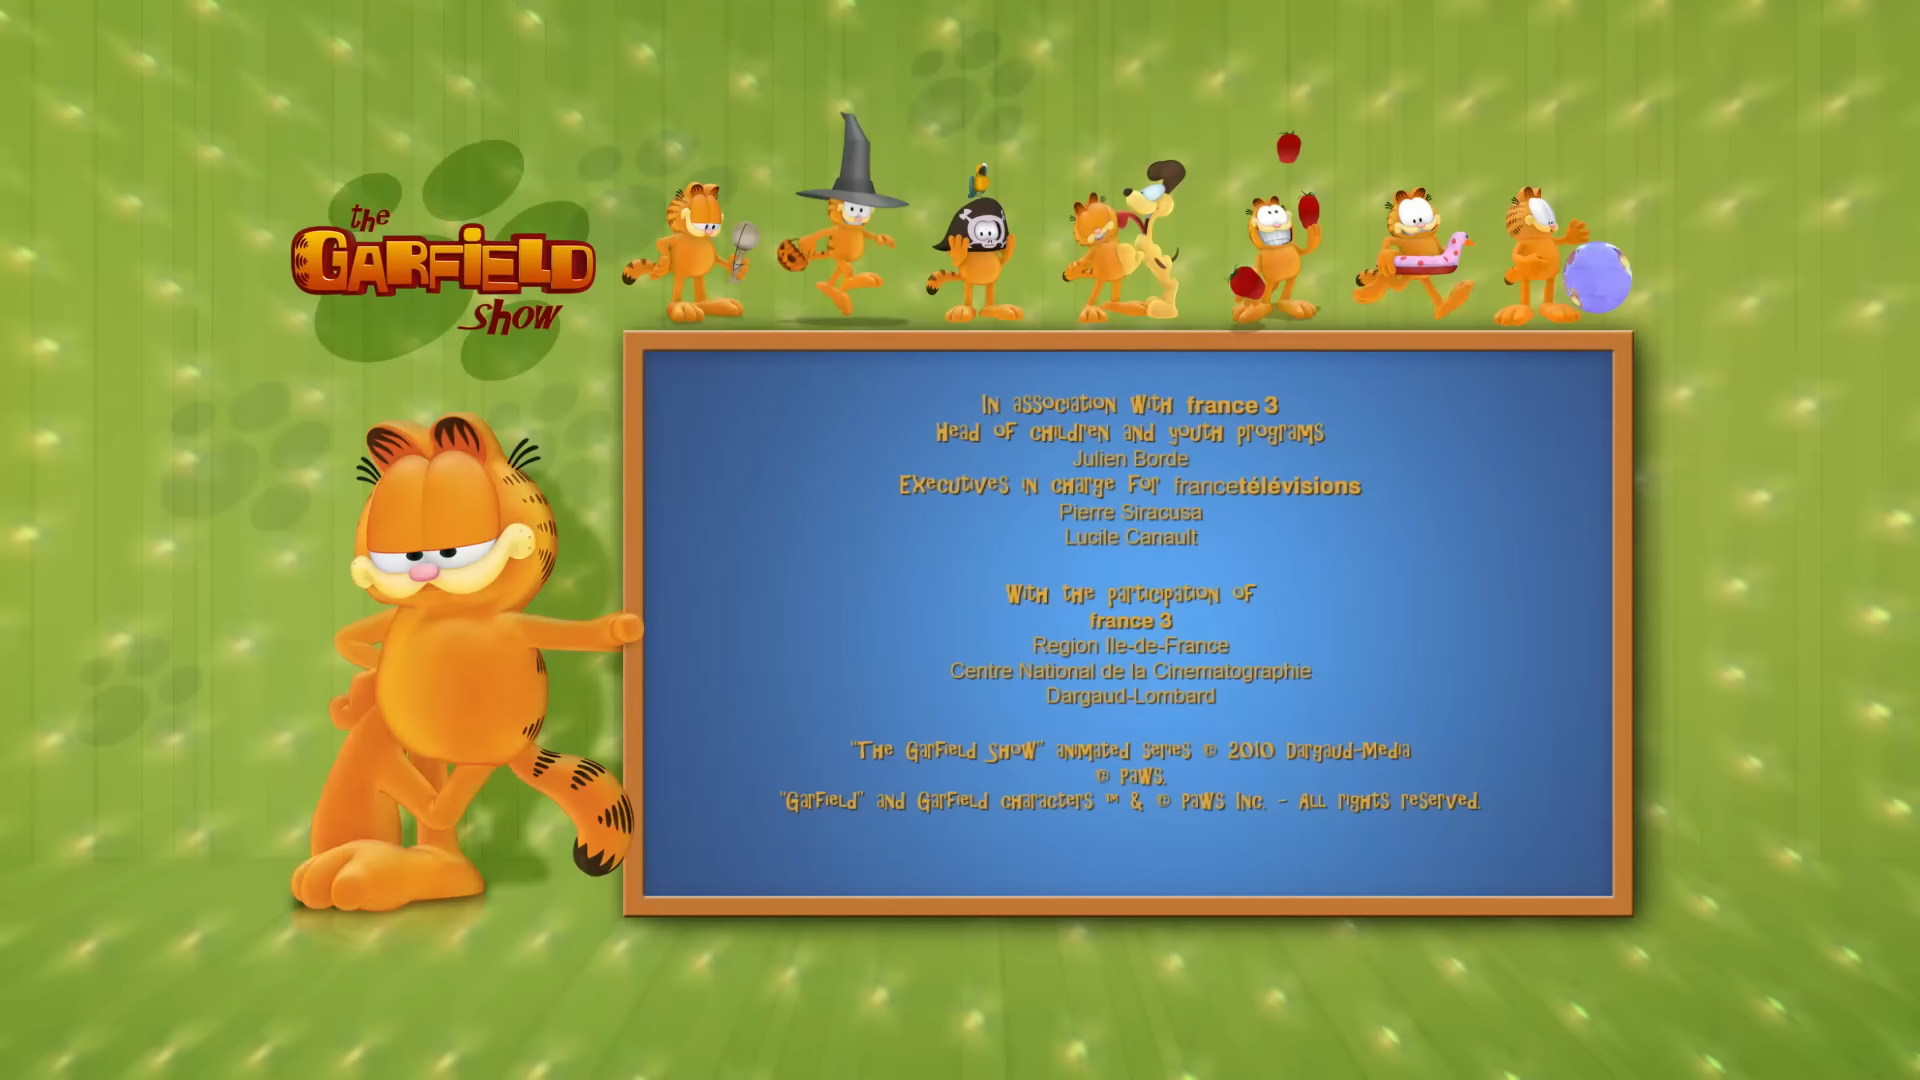 the
GARFIELD
show
In association with france 3
Head of children and youth programs
Julien Borde
Executives in charge for francetélévisions
Pierre Siracusa
Lucile Canault
With the participation of
france 3
Region Ile-de-France
Centre National de la Cinematographie
Dargaud-Lombard
"The Garfield Show" animated series © 2010 Dargaud-Media
© Paws.
"Garfield" and Garfield characters ™ & © Paws Inc. - All rights reserved.